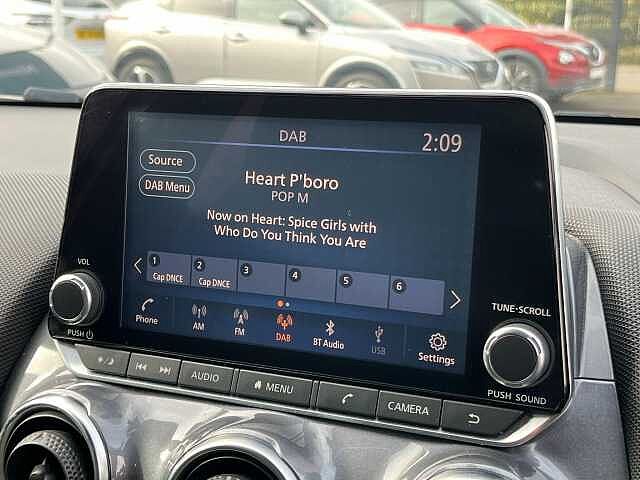 DAB
2:09
Source
DAB Menu
Heart P'boro
POP M
Now on Heart: Spice Girls with
Who Do You Think You Are
1 Cap DNCE
2 Cap DNCE
3
4
5
6
Phone
AM
FM
DAB
BT Audio
USB
Settings
VOL
PUSH
TUNE•SCROLL
PUSH SOUND
AUDIO
MENU
CAMERA